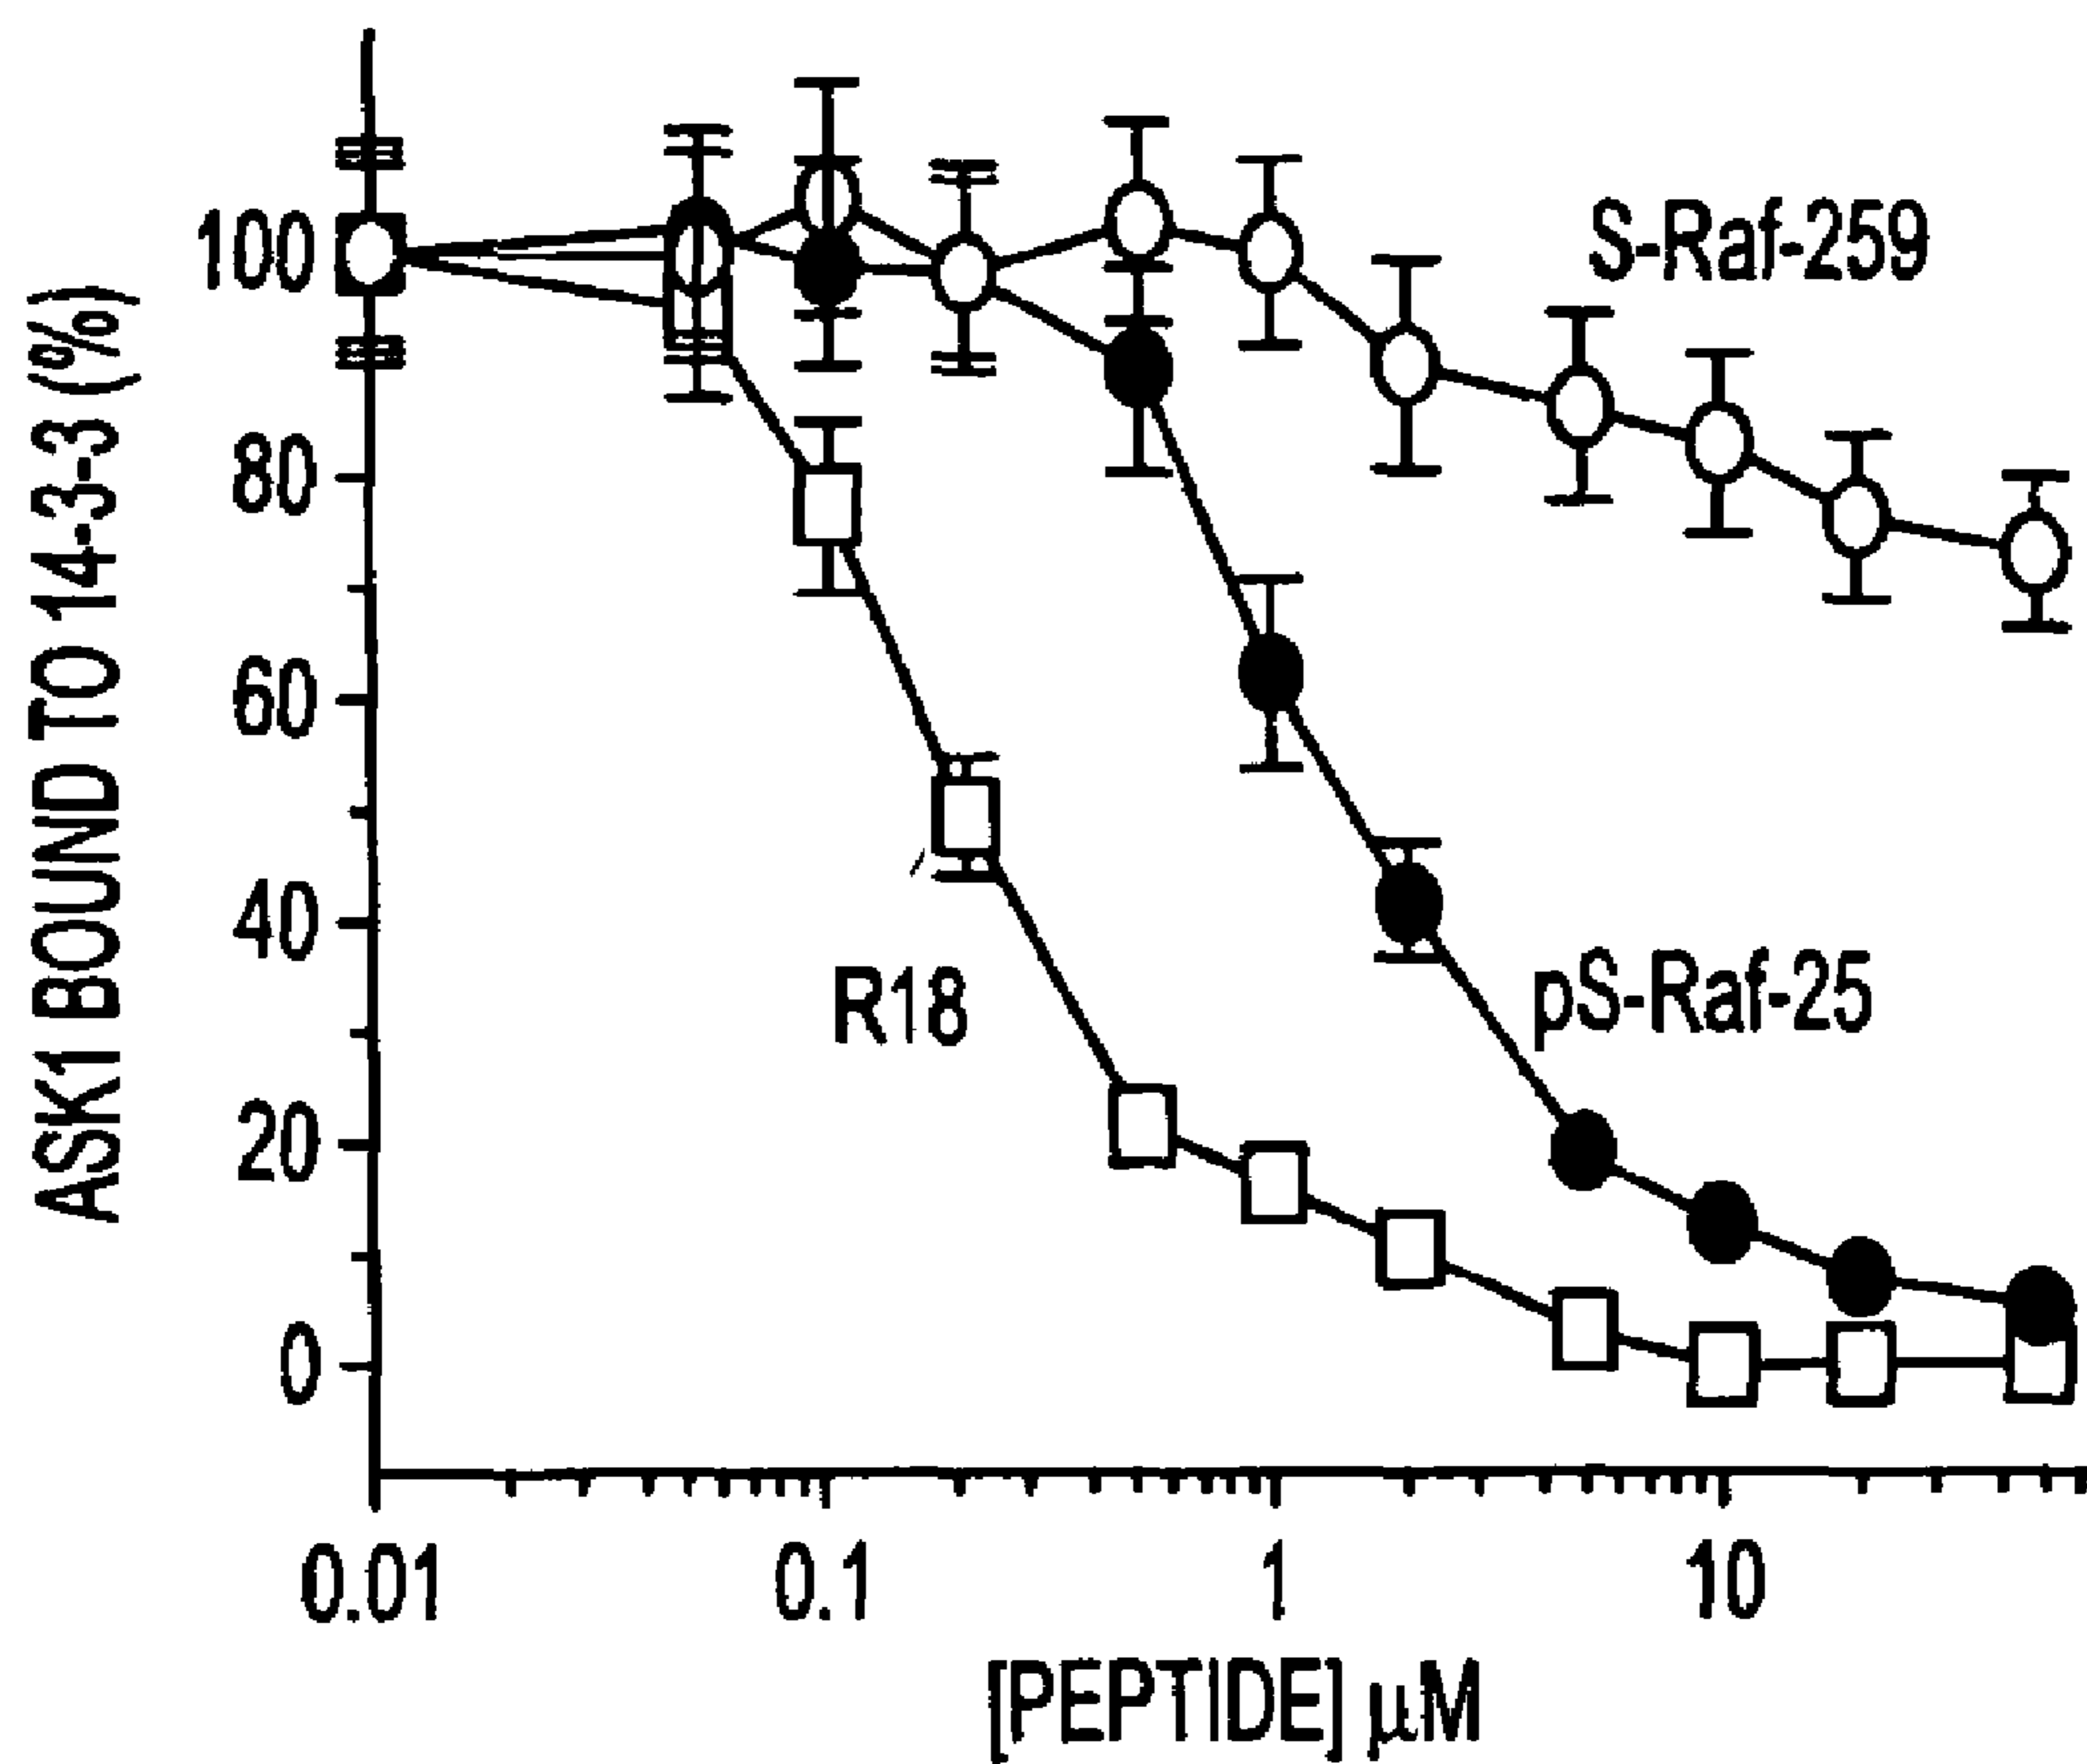 ASK1 BOUND TO 14-3-3 (%)
100
80
60
40
20
0
S-Raf-259
R18
pS-Raf-25
0.01
0.1
1
10
[PEPTIDE] µM